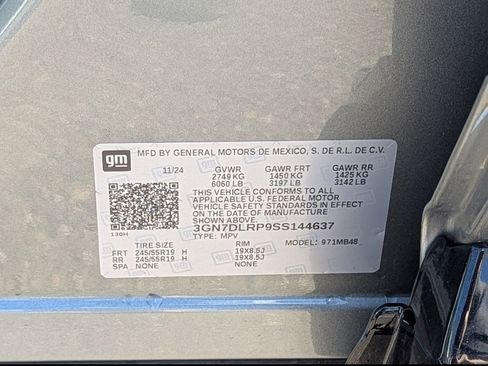 gm
MFD BY GENERAL MOTORS DE MEXICO, S. DE R.L. DE C.V.
11/24 GVWR GAWR FRT GAWR RR
2749 KG 1450 KG 1425 KG
6060 LB 3197 LB 3142 LB
THIS VEHICLE CONFORMS TO ALL
APPLICABLE U.S. FEDERAL MOTOR
VEHICLE SAFETY STANDARDS IN EFFECT
ON THE DATE OF MANUFACTURE SHOWN ABOVE.
3GN7DLRP9SS144637
130H TYPE: MPV MODEL: 971MB48
TIRE SIZE RIM
FRT 245/55R19 H 19X8.5J
RR 245/55R19 H 19X8.5J
SPA NONE NONE